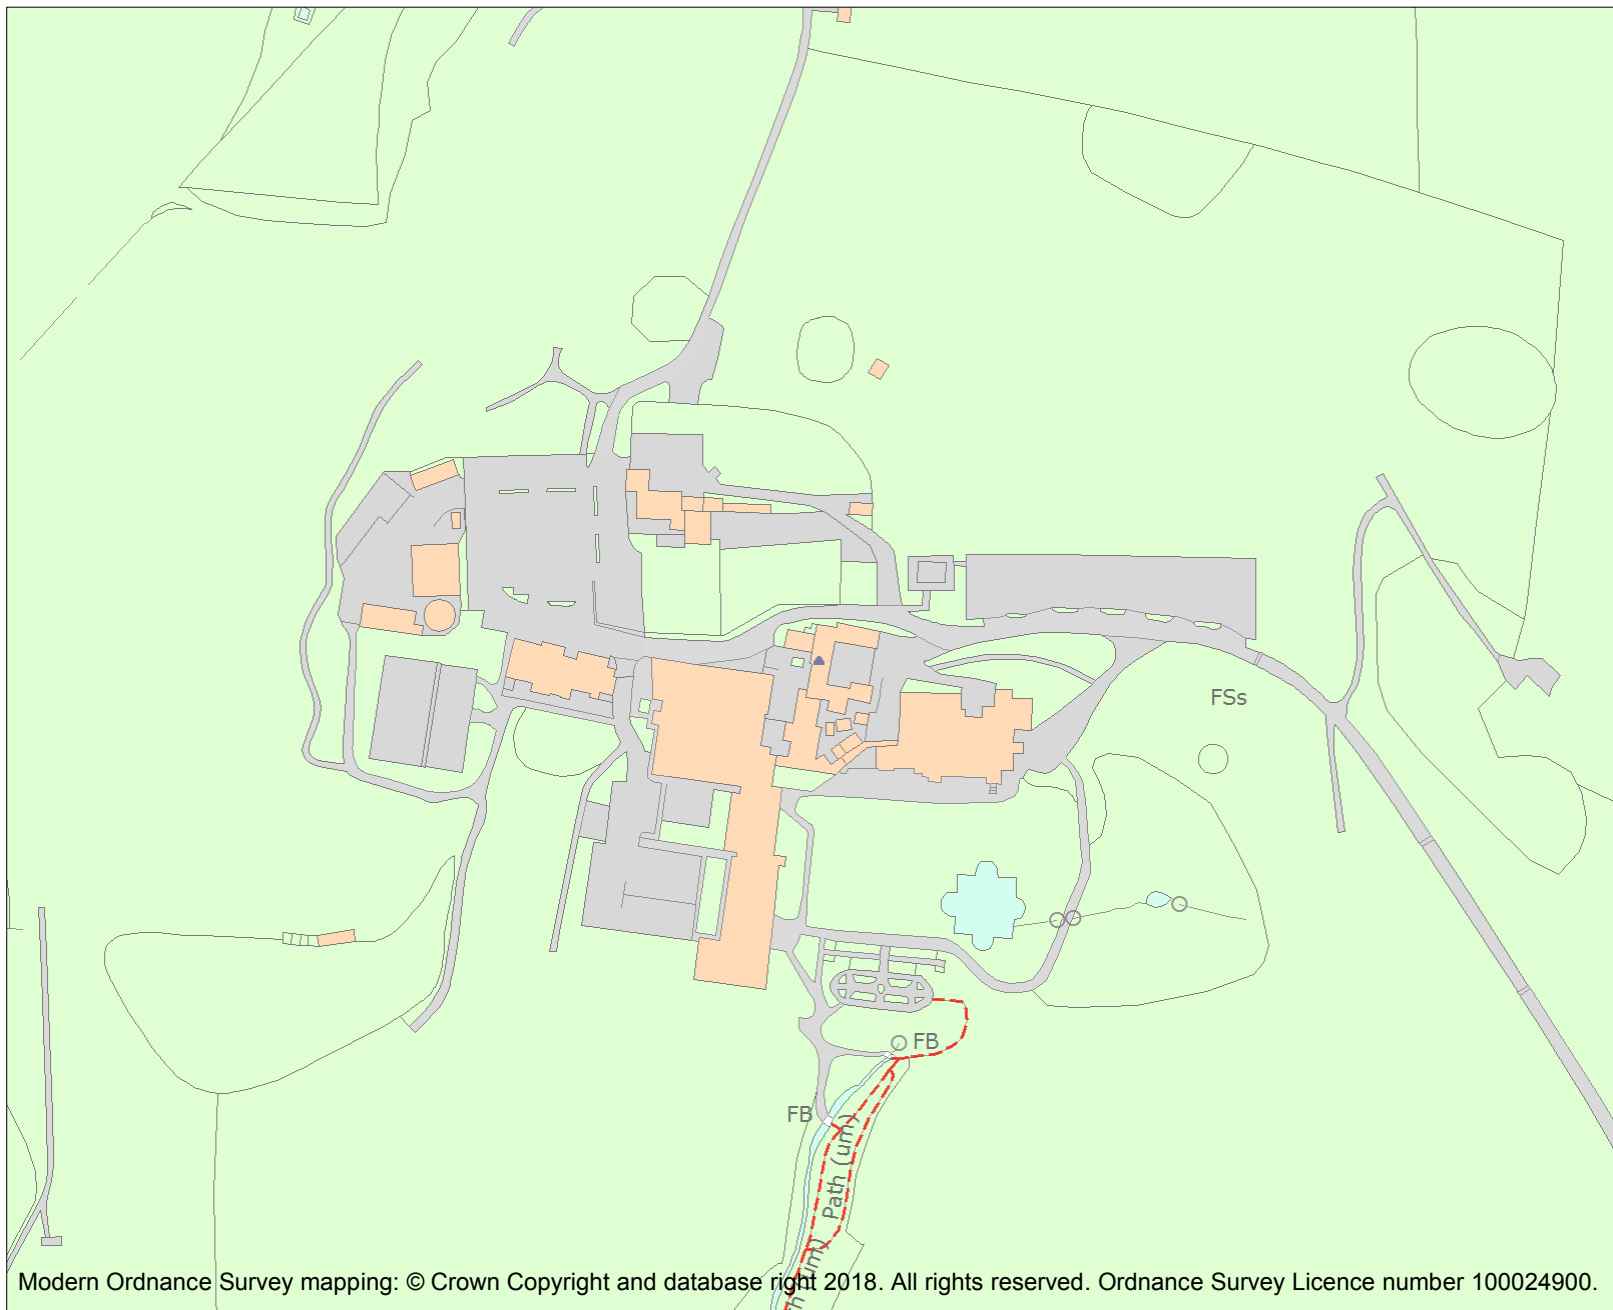 FSs
FB
FB
Path (um)
h (um)
Modern Ordnance Survey mapping: © Crown Copyright and database right 2018. All rights reserved. Ordnance Survey Licence number 100024900.